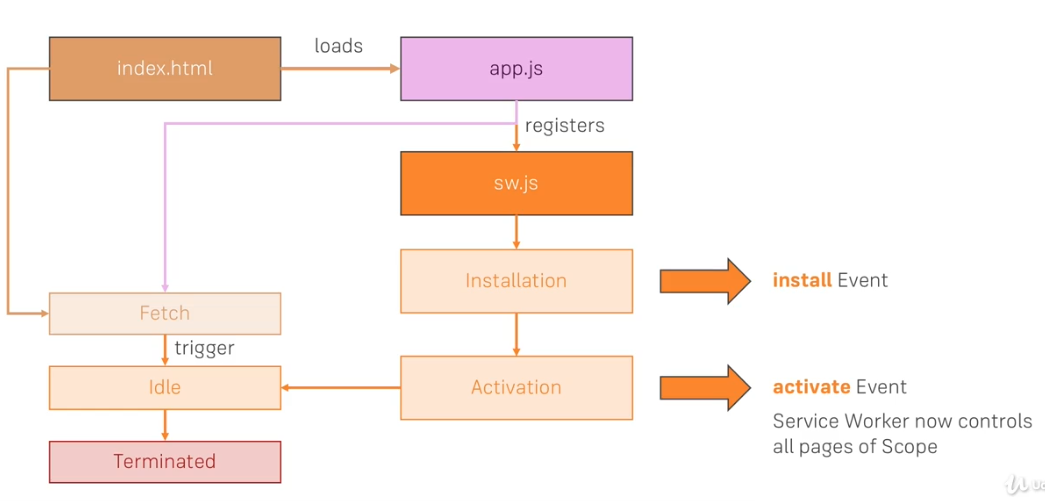 loads
index.html
app.js
registers
sw.js
Installation
install Event
Fetch
trigger
Idle
Activation
activate Event
Service Worker now controls
all pages of Scope
Terminated